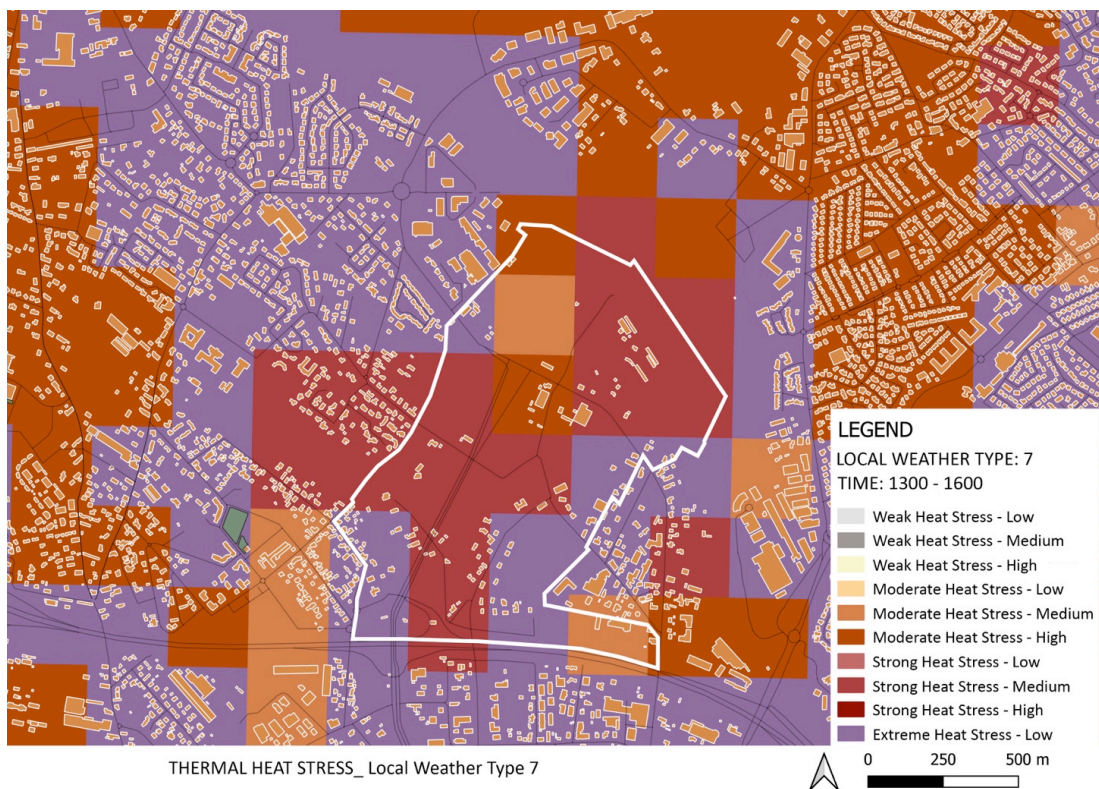 LEGEND
LOCAL WEATHER TYPE: 7
TIME: 1300 - 1600
Weak Heat Stress - Low
Weak Heat Stress - Medium
Weak Heat Stress - High
Moderate Heat Stress - Low
Moderate Heat Stress - Medium
Moderate Heat Stress - High
Strong Heat Stress - Low
Strong Heat Stress - Medium
Strong Heat Stress - High
Extreme Heat Stress - Low
THERMAL HEAT STRESS_ Local Weather Type 7
0 250 500 m